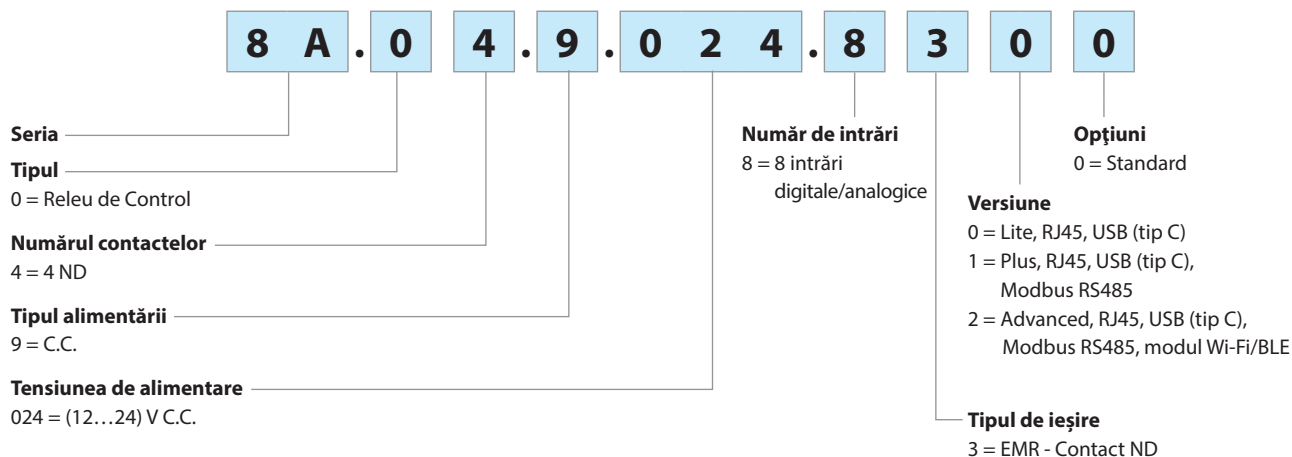 8 A . 0 4 . 9 . 0 2 4 . 8 3 0 0
Seria
Tipul
0 = Releu de Control
Numărul contactelor
4 = 4 ND
Tipul alimentării
9 = C.C.
Tensiunea de alimentare
024 = (12…24) V C.C.
Număr de intrări
8 = 8 intrări
digitale/analogice
Opţiuni
0 = Standard
Versiune
0 = Lite, RJ45, USB (tip C)
1 = Plus, RJ45, USB (tip C),
Modbus RS485
2 = Advanced, RJ45, USB (tip C),
Modbus RS485, modul Wi-Fi/BLE
Tipul de ieșire
3 = EMR - Contact ND